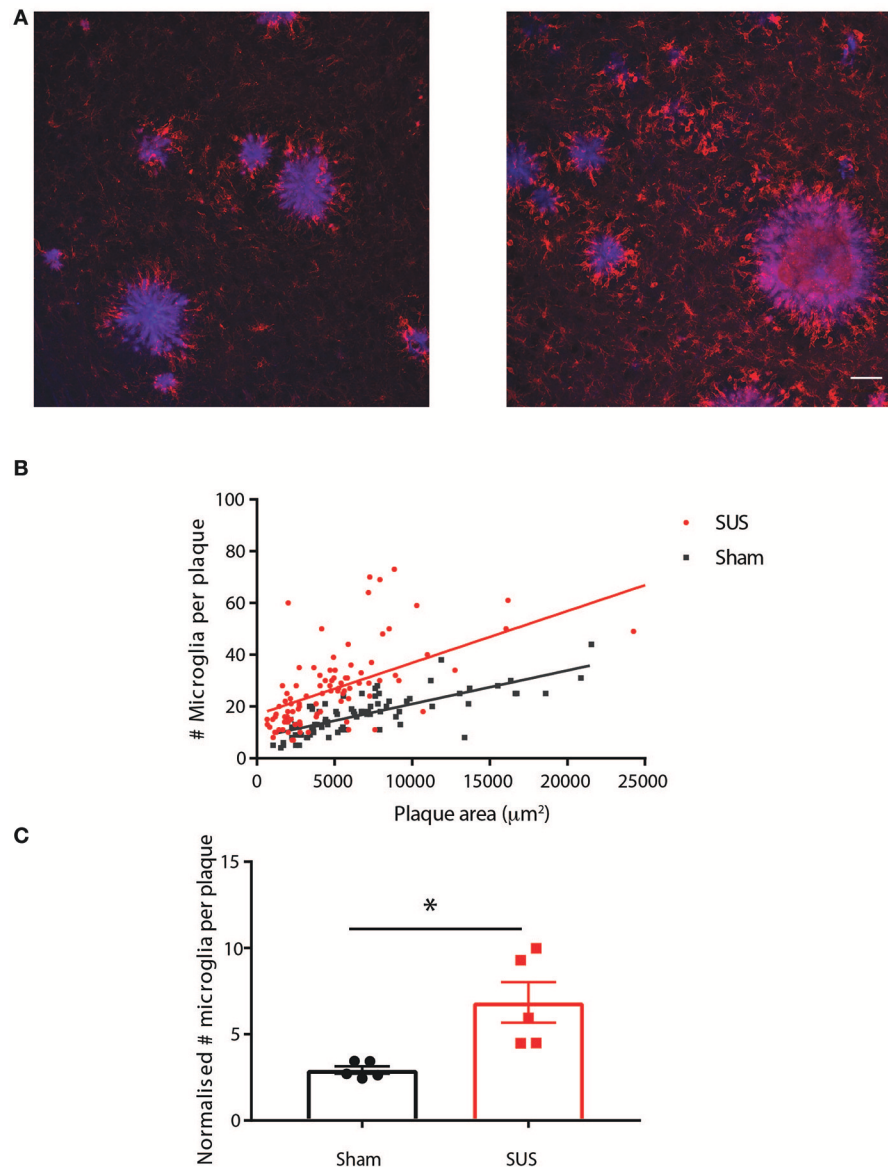 A
B
# Microglia per plaque
100
80
60
40
20
0
0 5000 10000 15000 20000 25000
Plaque area (μm²)
SUS
Sham
C
Normalised # microglia per plaque
15
10
5
0
*
Sham SUS